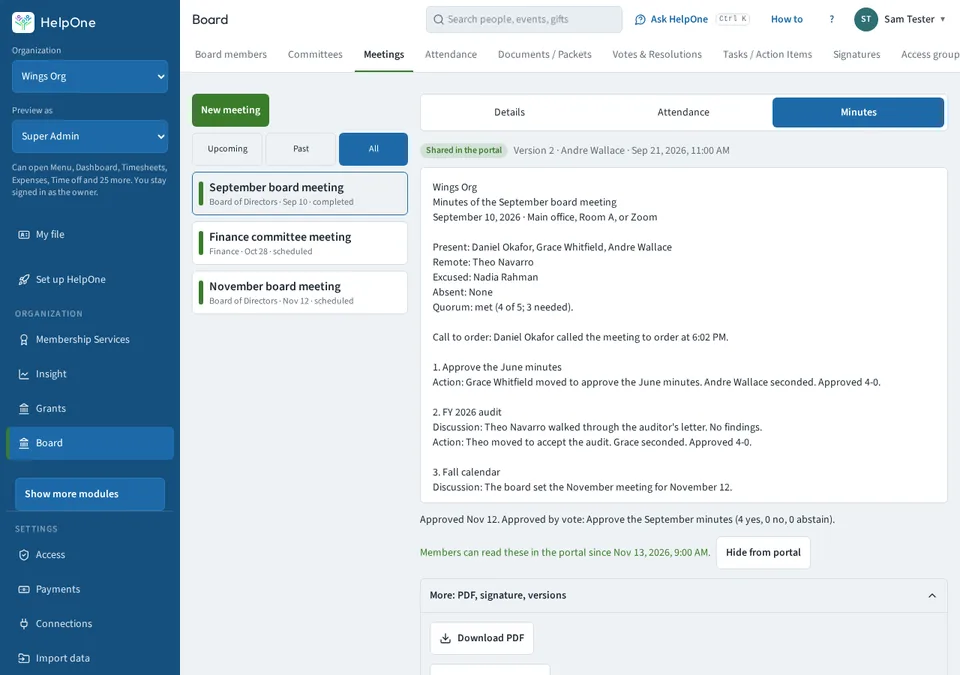 HelpOne
Organization
Wings Org
Preview as
Super Admin
Can open Menu, Dashboard, Timesheets,
Expenses, Time off and 25 more. You stay
signed in as the owner.
My file
Set up HelpOne
ORGANIZATION
Membership Services
Insight
Grants
Board
Show more modules
SETTINGS
Access
Payments
Connections
Import data
Board
Search people, events, gifts
Ask HelpOne Ctrl K
How to
?
ST Sam Tester
Board members Committees Meetings Attendance Documents / Packets Votes & Resolutions Tasks / Action Items Signatures Access group
New meeting
Upcoming Past All
September board meeting
Board of Directors · Sep 10 · completed
Finance committee meeting
Finance · Oct 28 · scheduled
November board meeting
Board of Directors · Nov 12 · scheduled
Details Attendance Minutes
Shared in the portal Version 2 · Andre Wallace · Sep 21, 2026, 11:00 AM
Wings Org
Minutes of the September board meeting
September 10, 2026 · Main office, Room A, or Zoom
Present: Daniel Okafor, Grace Whitfield, Andre Wallace
Remote: Theo Navarro
Excused: Nadia Rahman
Absent: None
Quorum: met (4 of 5; 3 needed).
Call to order: Daniel Okafor called the meeting to order at 6:02 PM.
1. Approve the June minutes
Action: Grace Whitfield moved to approve the June minutes. Andre Wallace seconded. Approved 4-0.
2. FY 2026 audit
Discussion: Theo Navarro walked through the auditor's letter. No findings.
Action: Theo moved to accept the audit. Grace seconded. Approved 4-0.
3. Fall calendar
Discussion: The board set the November meeting for November 12.
Approved Nov 12. Approved by vote: Approve the September minutes (4 yes, 0 no, 0 abstain).
Members can read these in the portal since Nov 13, 2026, 9:00 AM. Hide from portal
More: PDF, signature, versions
Download PDF